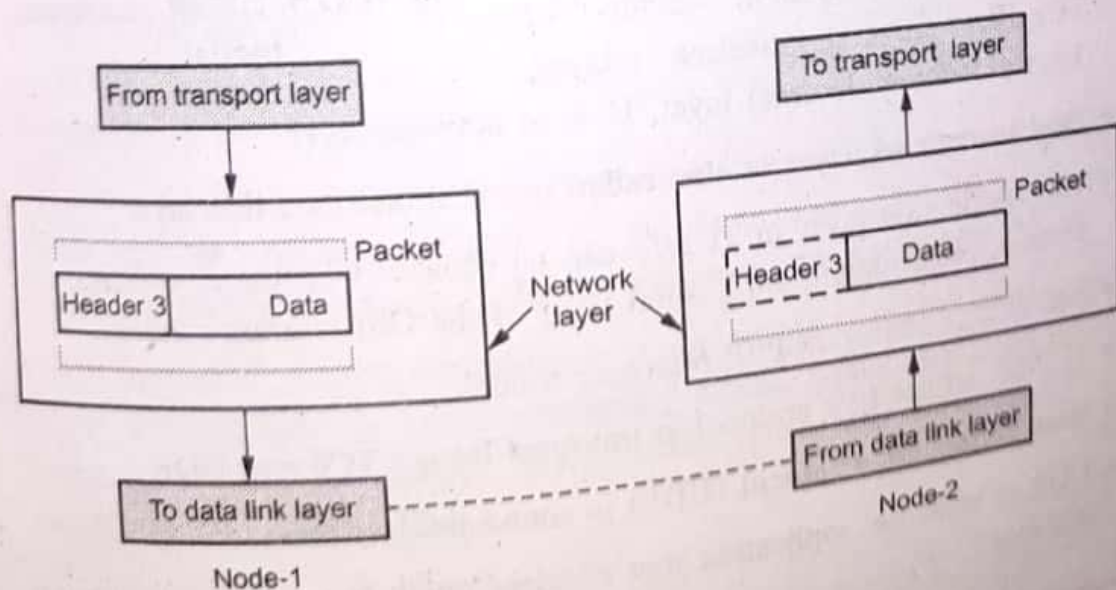 From transport layer
Packet
Header 3
Data
To data link layer
Node-1
Network
layer
To transport layer
Packet
Header 3
Data
From data link layer
Node-2